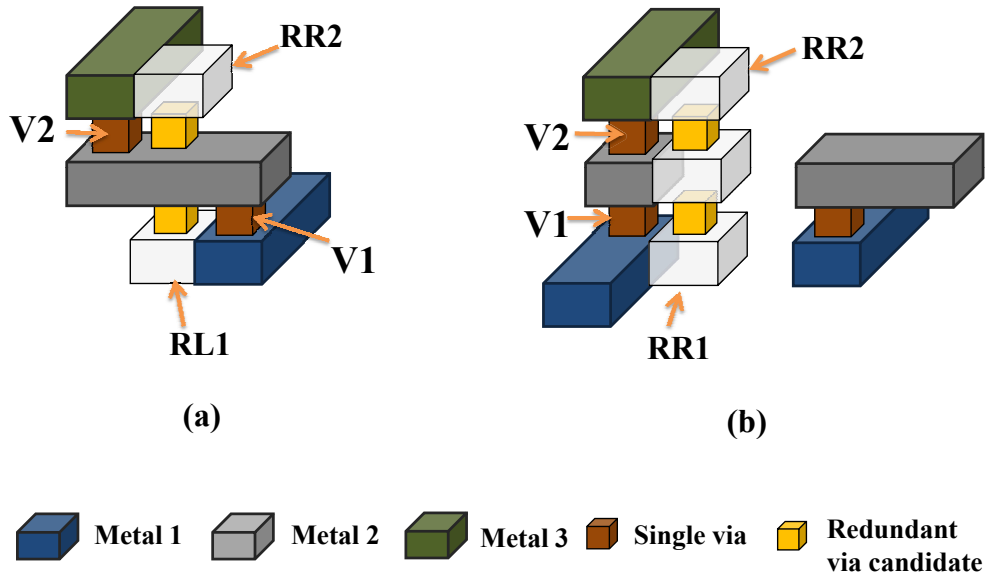 RR2
V2
V1
RL1
(a)
RR2
V2
V1
RR1
(b)
Metal 1
Metal 2
Metal 3
Single via
Redundant
via candidate